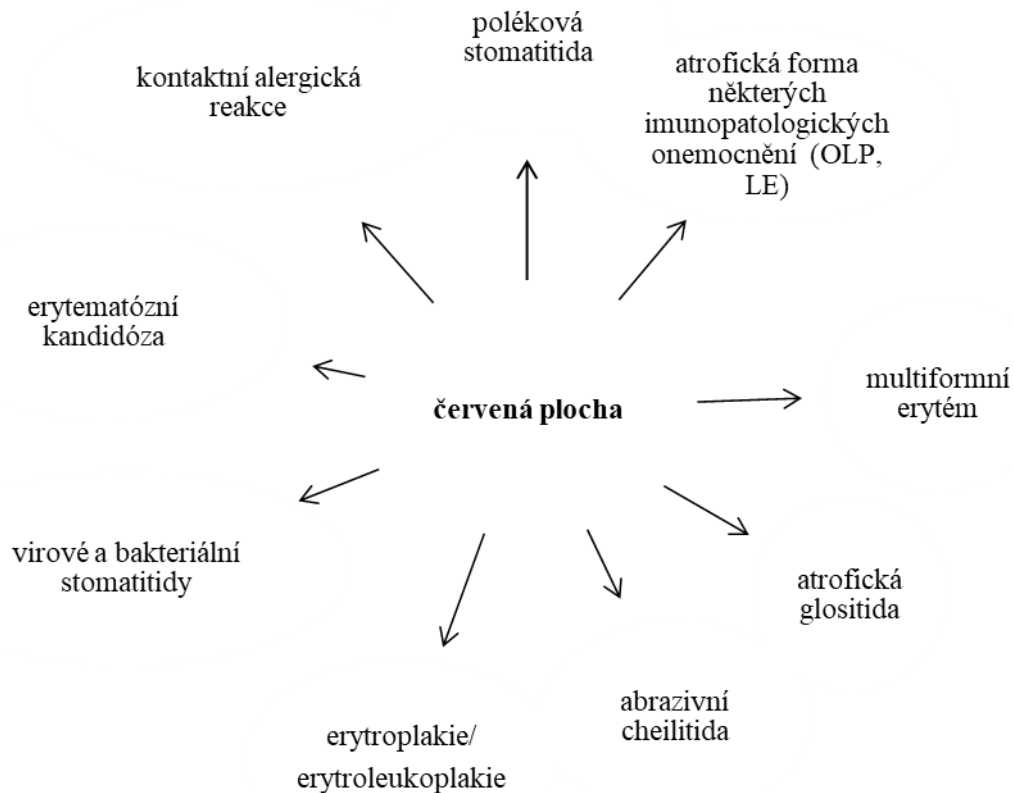 poléková
stomatitida
kontaktní alergická
reakce
atrofická forma
některých
imunopatologických
onemocnění (OLP,
LE)
erytematózní
kandidóza
multiformní
erytém
červená plocha
virové a bakteriální
stomatitidy
atrofická
glositida
abrazivní
cheilitida
erytroplakie/
erytroleukoplakie